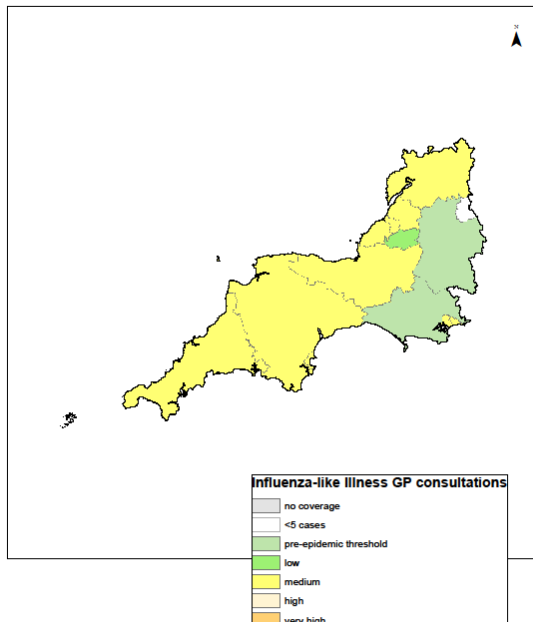 N
Influenza-like Illness GP consultations
no coverage
<5 cases
pre-epidemic threshold
low
medium
high
very high